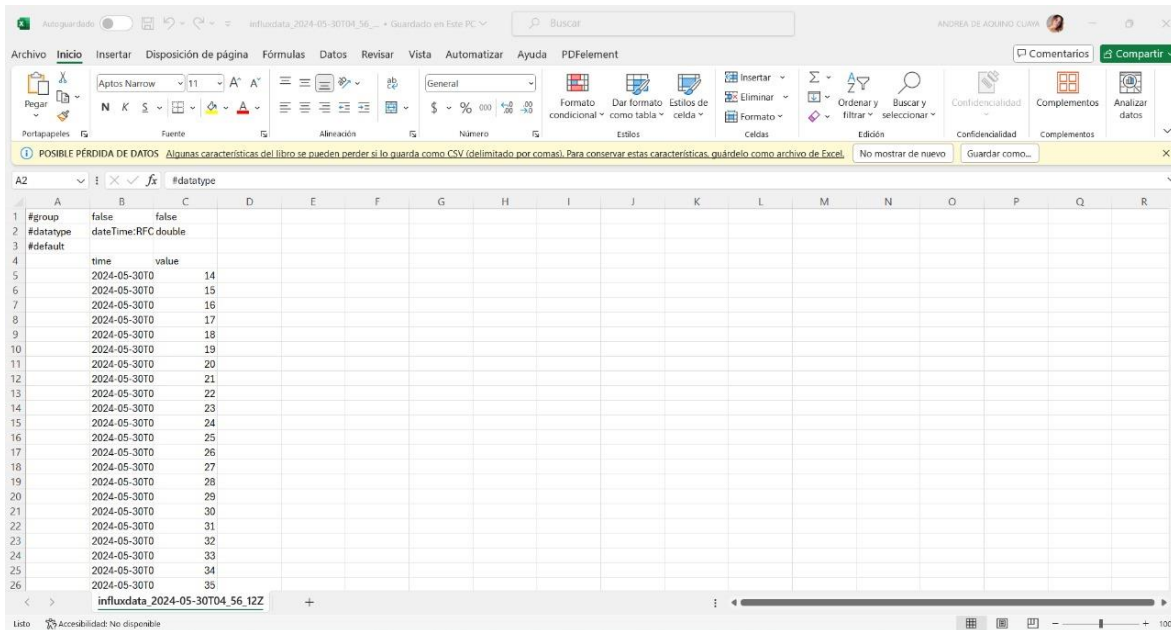 Autoguardado influxdata_2024-05-30T04_56_... • Guardado en Este PC Buscar ANDREA DE AQUINO CUAYA
Archivo Inicio Insertar Disposición de página Fórmulas Datos Revisar Vista Automatizar Ayuda PDFelement Comentarios Compartir
Pegar Aptos Narrow 11 A^ A˅ ab General Formato condicional Dar formato como tabla Estilos de celda Insertar Eliminar Formato Ordenar y filtrar Buscar y seleccionar Confidencialidad Complementos Analizar datos
N K S A $ % 000
Portapapeles Fuente Alineación Número Estilos Celdas Edición Confidencialidad Complementos
POSIBLE PÉRDIDA DE DATOS Algunas características del libro se pueden perder si lo guarda como CSV (delimitado por comas). Para conservar estas características, guárdelo como archivo de Excel. No mostrar de nuevo Guardar como...
A2 fx #datatype
A B C D E F G H I J K L M N O P Q R
1 #group false false
2 #datatype dateTime:RFC double
3 #default
4 time value
5 2024-05-30T0 14
6 2024-05-30T0 15
7 2024-05-30T0 16
8 2024-05-30T0 17
9 2024-05-30T0 18
10 2024-05-30T0 19
11 2024-05-30T0 20
12 2024-05-30T0 21
13 2024-05-30T0 22
14 2024-05-30T0 23
15 2024-05-30T0 24
16 2024-05-30T0 25
17 2024-05-30T0 26
18 2024-05-30T0 27
19 2024-05-30T0 28
20 2024-05-30T0 29
21 2024-05-30T0 30
22 2024-05-30T0 31
23 2024-05-30T0 32
24 2024-05-30T0 33
25 2024-05-30T0 34
26 2024-05-30T0 35
influxdata_2024-05-30T04_56_12Z
Listo Accesibilidad: No disponible 100